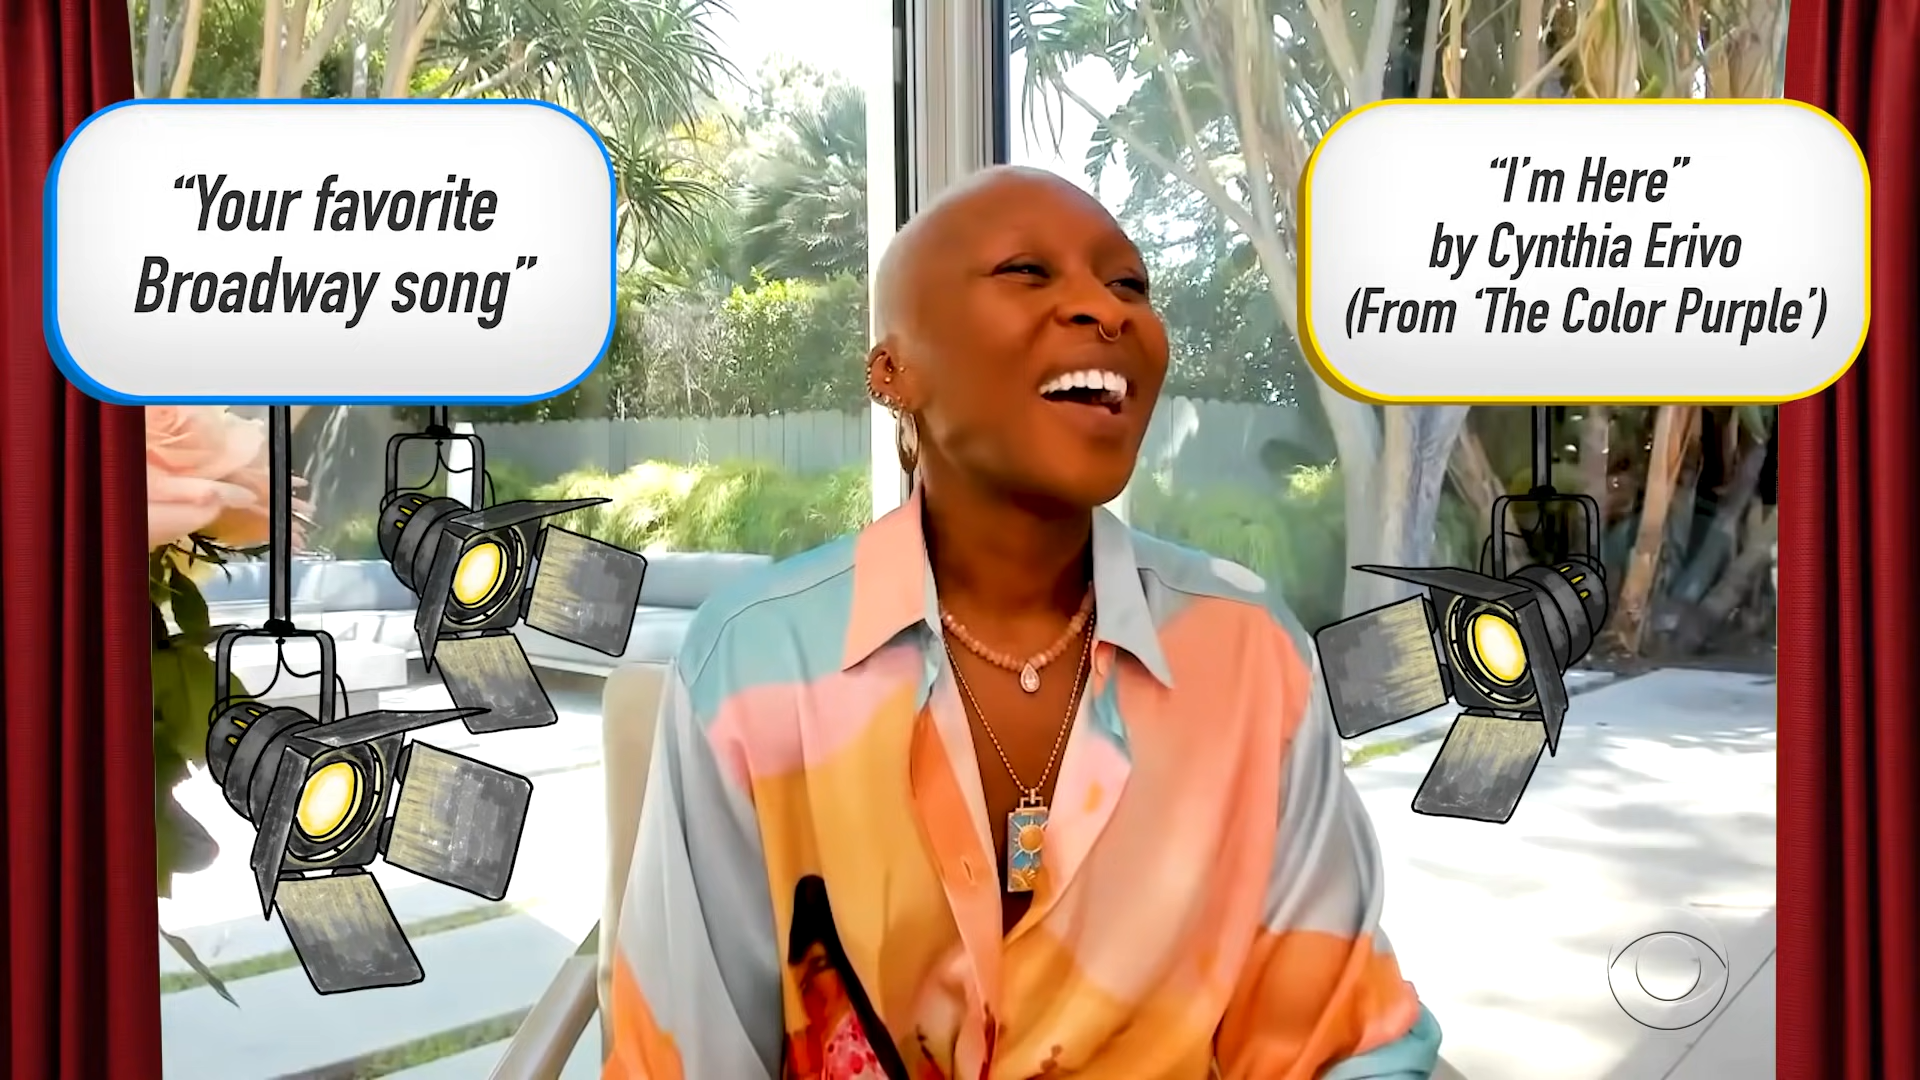 “Your favorite
Broadway song”
“I’m Here”
by Cynthia Erivo
(From ‘The Color Purple’)